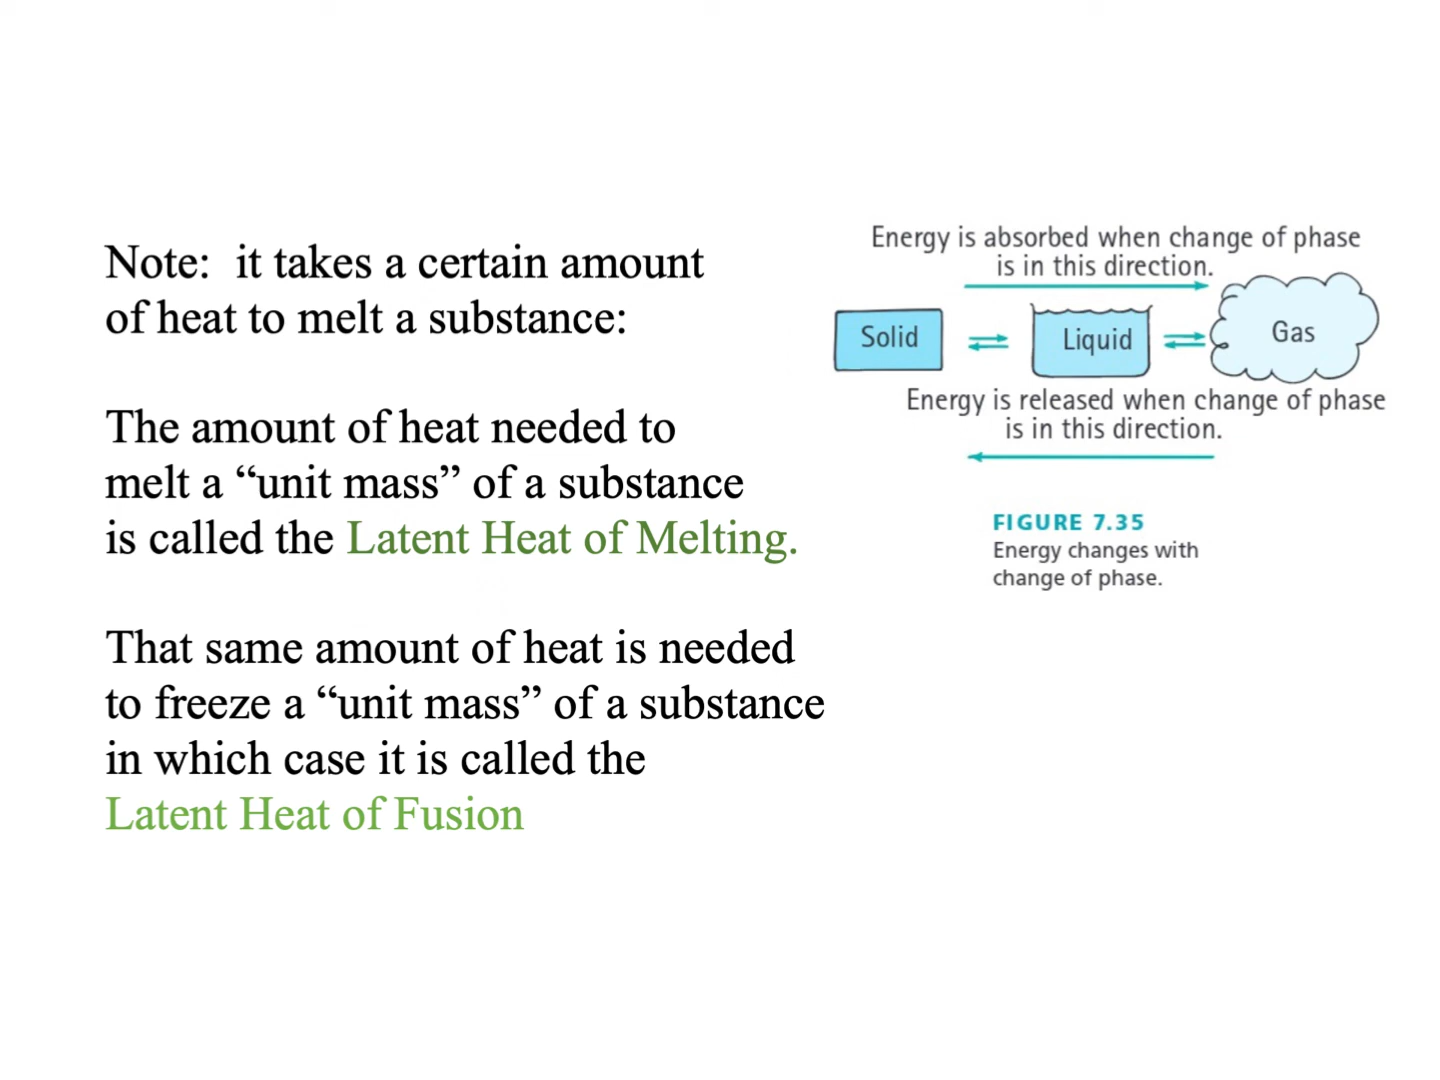 Note:  it takes a certain amount
of heat to melt a substance:
The amount of heat needed to
melt a “unit mass” of a substance
is called the Latent Heat of Melting.
That same amount of heat is needed
to freeze a “unit mass” of a substance
in which case it is called the
Latent Heat of Fusion
Energy is absorbed when change of phase
is in this direction.
Solid
Liquid
Gas
Energy is released when change of phase
is in this direction.
FIGURE 7.35
Energy changes with
change of phase.